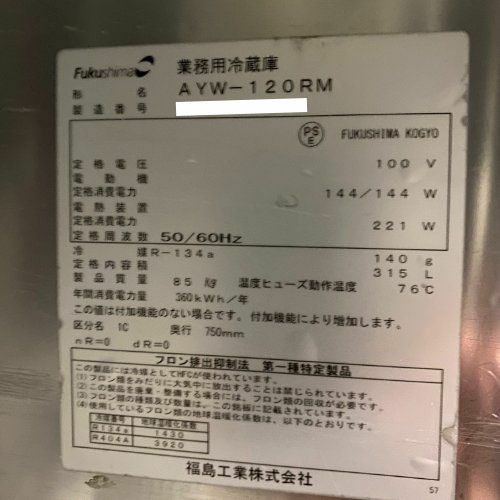 Fukushima 業務用冷蔵庫
形名 AYW-120RM
製造番号
PSE FUKUSHIMA KOGYO
定格電圧 100 V
電動機
定格消費電力 144/144 W
電熱装置
定格消費電力 221 W
定格周波数 50/60Hz
冷媒 R-134a 140 g
定格内容積 315 L
製品質量 85 Kg 温度ヒューズ動作温度 76℃
年間消費電力量 360kWh/年
この値は付加機能のない場合です。付加機能により増加します。
区分名 1C 奥行 750mm
nR=0 dR=0
フロン排出抑制法 第一種特定製品
この製品には冷媒としてHFCが使われています。
(1) フロン類をみだりに大気中に放出することは禁じられています。
(2) この製品を廃棄・整備する場合には、フロン類の回収が必要です。
(3) フロン類の種類及び数量は、この銘板に記載されています。
(4) 使用しているフロン類の地球温暖化係数は、以下のとおりです。
冷媒番号 地球温暖化係数
R134a 1430
R404A 3920
福島工業株式会社
57